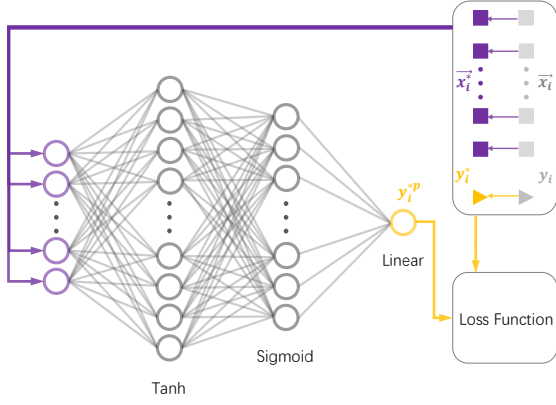 x_i^* x_i
y_i^* y_i
y_i^{*p}
Linear
Loss Function
Sigmoid
Tanh